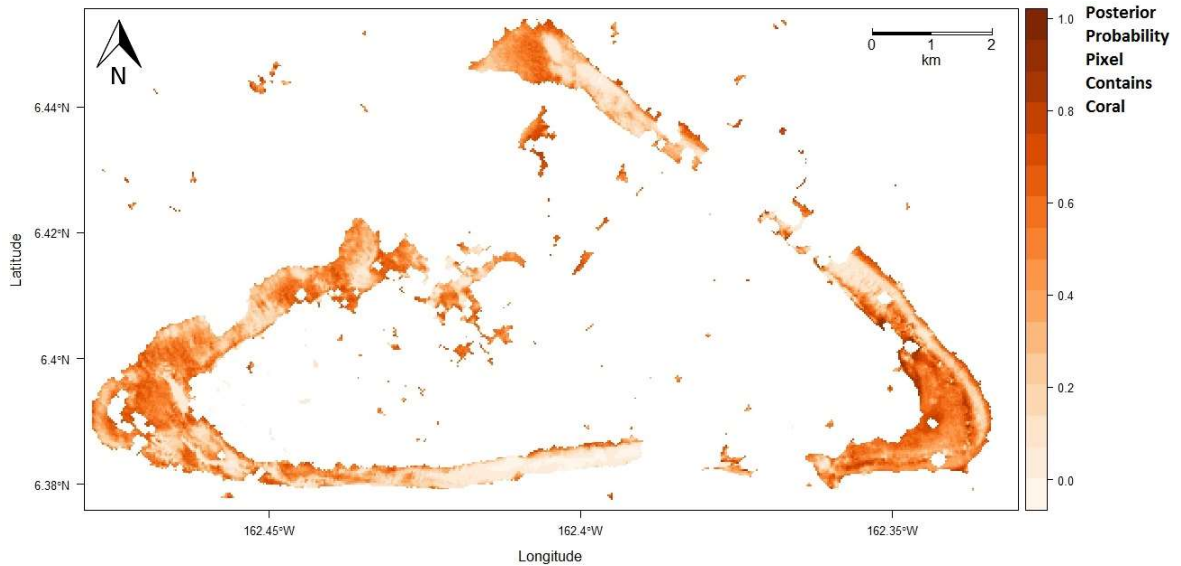 N
0 1 2
km
1.0
Posterior
Probability
Pixel
Contains
Coral
0.8
0.6
0.4
0.2
0.0
6.44°N
6.42°N
6.4°N
6.38°N
Latitude
162.45°W 162.4°W 162.35°W
Longitude